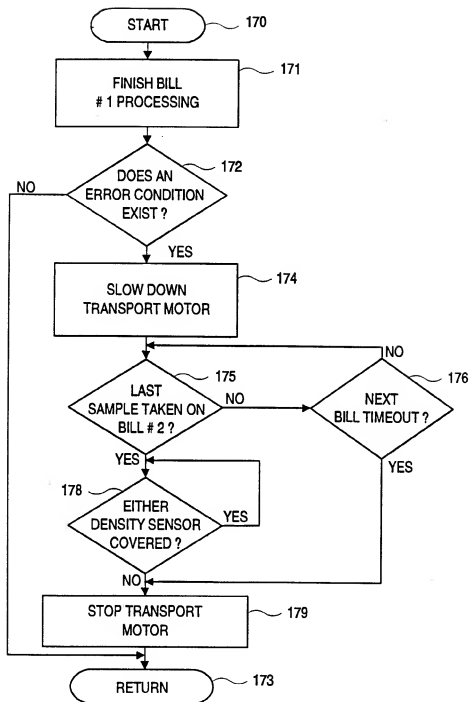 START
170
FINISH BILL
# 1 PROCESSING
171
DOES AN
ERROR CONDITION
EXIST ?
172
NO
YES
SLOW DOWN
TRANSPORT MOTOR
174
LAST
SAMPLE TAKEN ON
BILL # 2 ?
175
NO
NEXT
BILL TIMEOUT ?
176
NO
YES
YES
EITHER
DENSITY SENSOR
COVERED ?
178
YES
NO
STOP TRANSPORT
MOTOR
179
RETURN
173